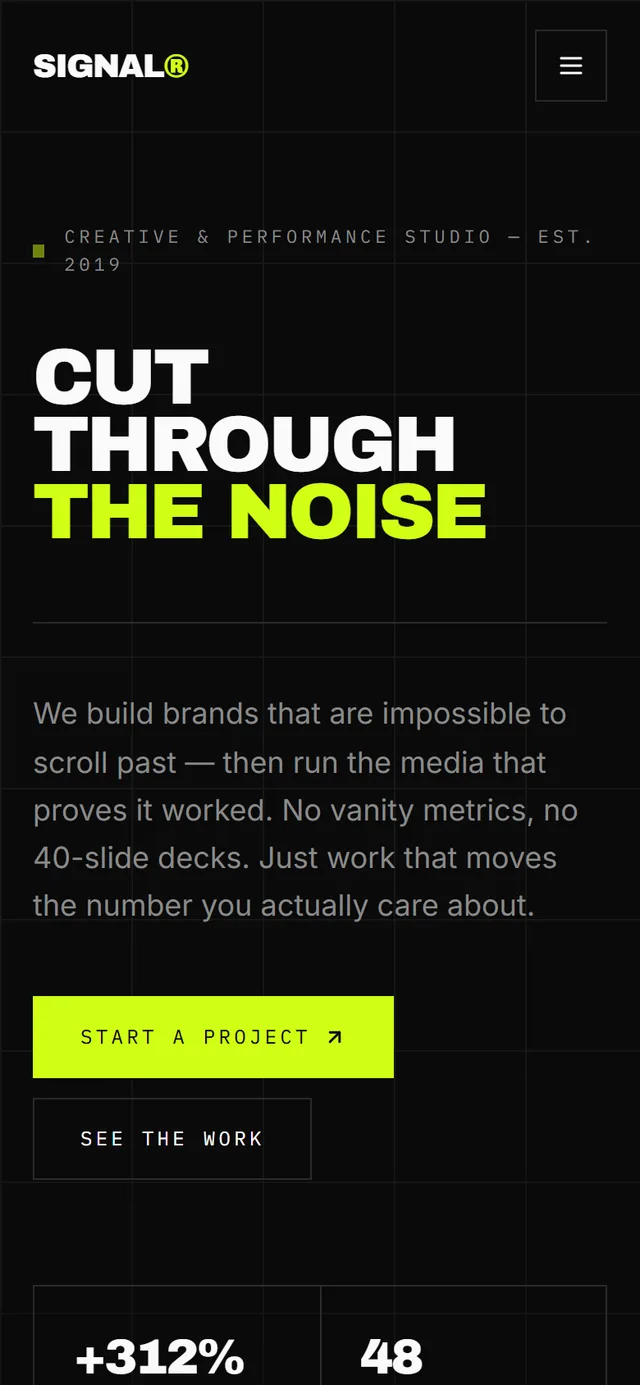 SIGNAL®
CREATIVE & PERFORMANCE STUDIO — EST.
2019
CUT
THROUGH
THE NOISE
We build brands that are impossible to
scroll past — then run the media that
proves it worked. No vanity metrics, no
40-slide decks. Just work that moves
the number you actually care about.
START A PROJECT ↗
SEE THE WORK
+312%
48